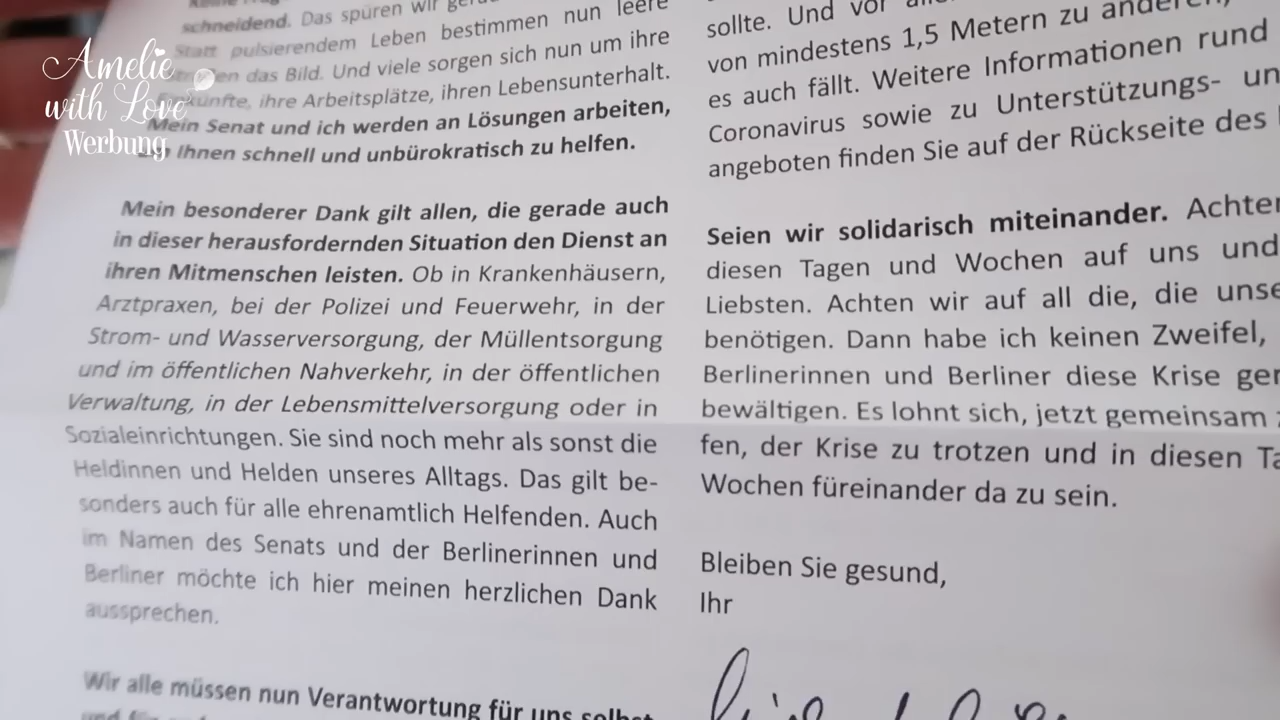 Amelie
with Love
Werbung
schneidend. Das spüren wir
Statt pulsierendem Leben bestimmen nun leere
das Bild. Und viele sorgen sich nun um ihre
Einkünfte, ihre Arbeitsplätze, ihren Lebensunterhalt.
Mein Senat und ich werden an Lösungen arbeiten,
Ihnen schnell und unbürokratisch zu helfen.
Mein besonderer Dank gilt allen, die gerade auch
in dieser herausfordernden Situation den Dienst an
ihren Mitmenschen leisten. Ob in Krankenhäusern,
Arztpraxen, bei der Polizei und Feuerwehr, in der
Strom- und Wasserversorgung, der Müllentsorgung
und im öffentlichen Nahverkehr, in der öffentlichen
Verwaltung, in der Lebensmittelversorgung oder in
Sozialeinrichtungen. Sie sind noch mehr als sonst die
Heldinnen und Helden unseres Alltags. Das gilt be-
sonders auch für alle ehrenamtlich Helfenden. Auch
im Namen des Senats und der Berlinerinnen und
Berliner möchte ich hier meinen herzlichen Dank
aussprechen.
Wir alle müssen nun Verantwortung für uns selbst
sollte. Und vor
von mindestens 1,5 Metern zu anderen,
es auch fällt. Weitere Informationen rund
Coronavirus sowie zu Unterstützungs- un
angeboten finden Sie auf der Rückseite des
Seien wir solidarisch miteinander. Achten
diesen Tagen und Wochen auf uns und
Liebsten. Achten wir auf all die, die unse
benötigen. Dann habe ich keinen Zweifel,
Berlinerinnen und Berliner diese Krise ge
bewältigen. Es lohnt sich, jetzt gemeinsam
fen, der Krise zu trotzen und in diesen Ta
Wochen füreinander da zu sein.
Bleiben Sie gesund,
Ihr